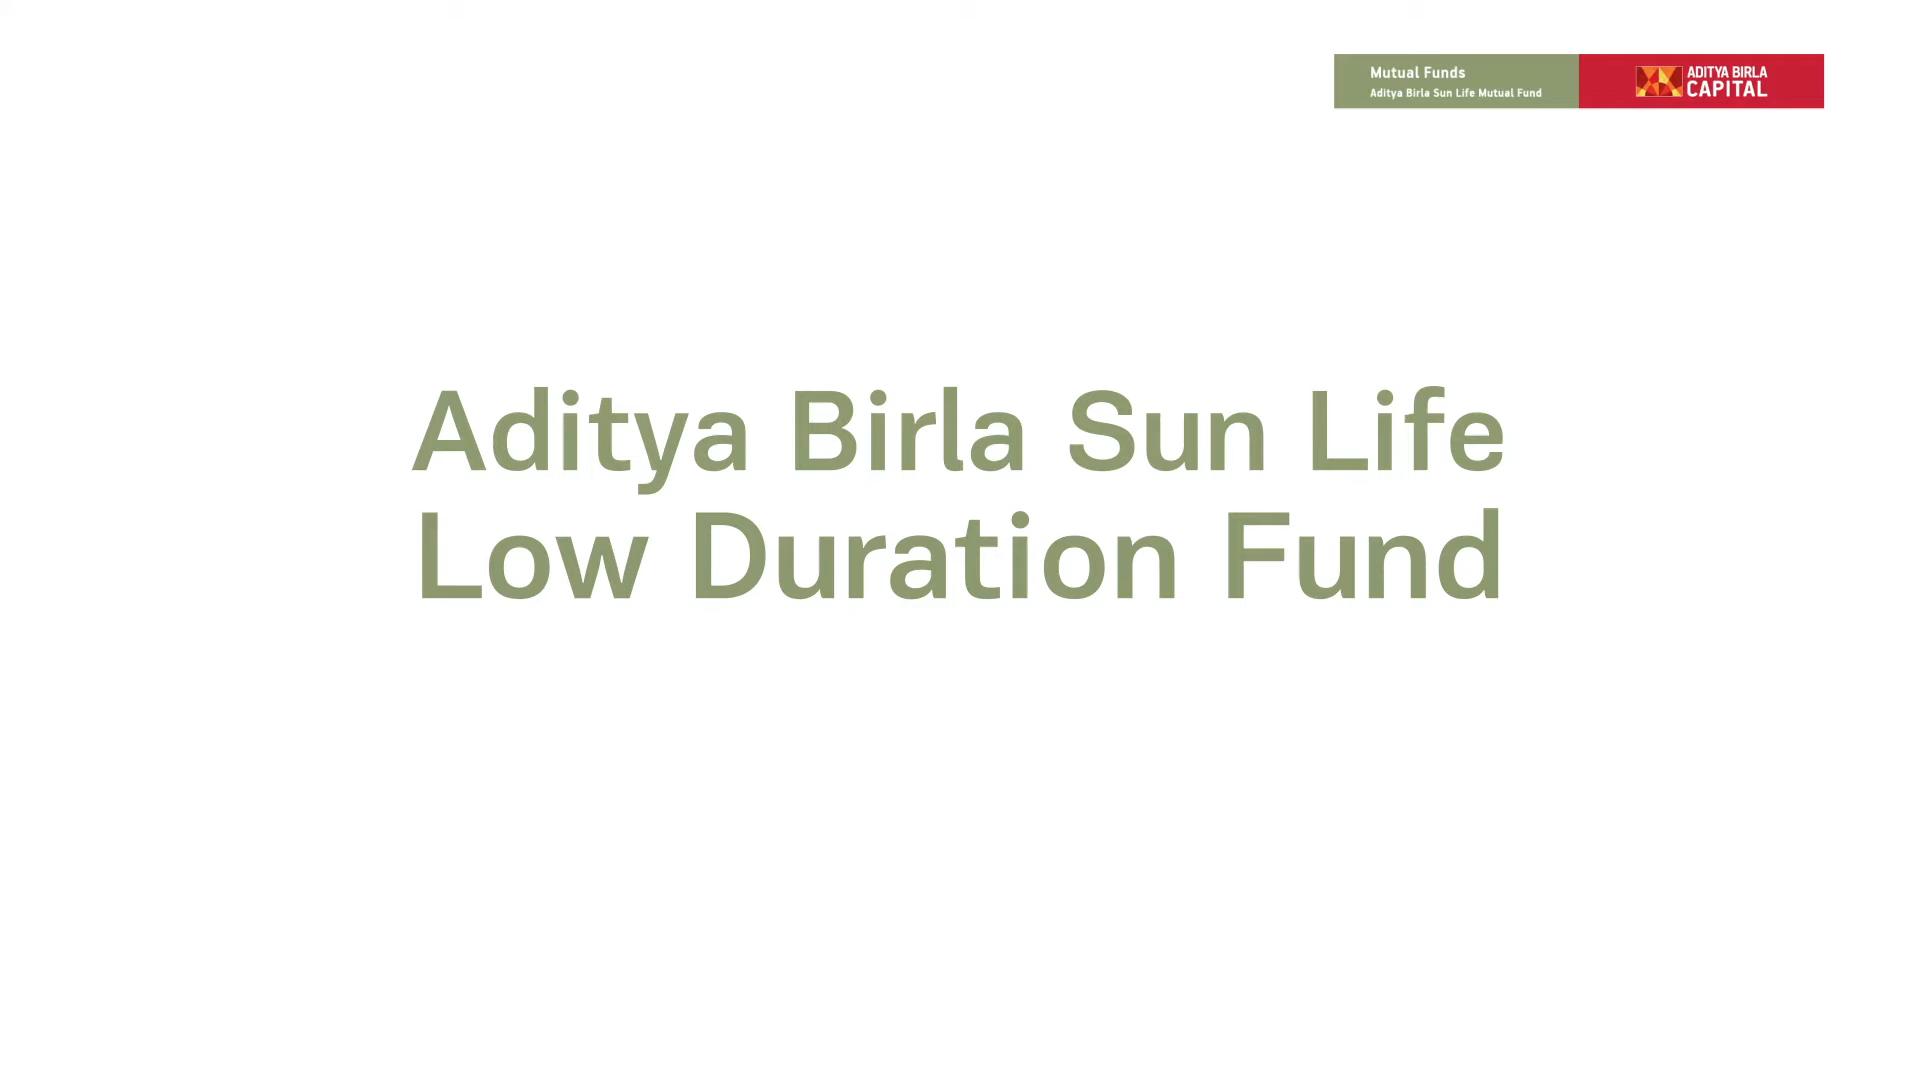 Mutual Funds
Aditya Birla Sun Life Mutual Fund
ADITYA BIRLA
CAPITAL
Aditya Birla Sun Life
Low Duration Fund